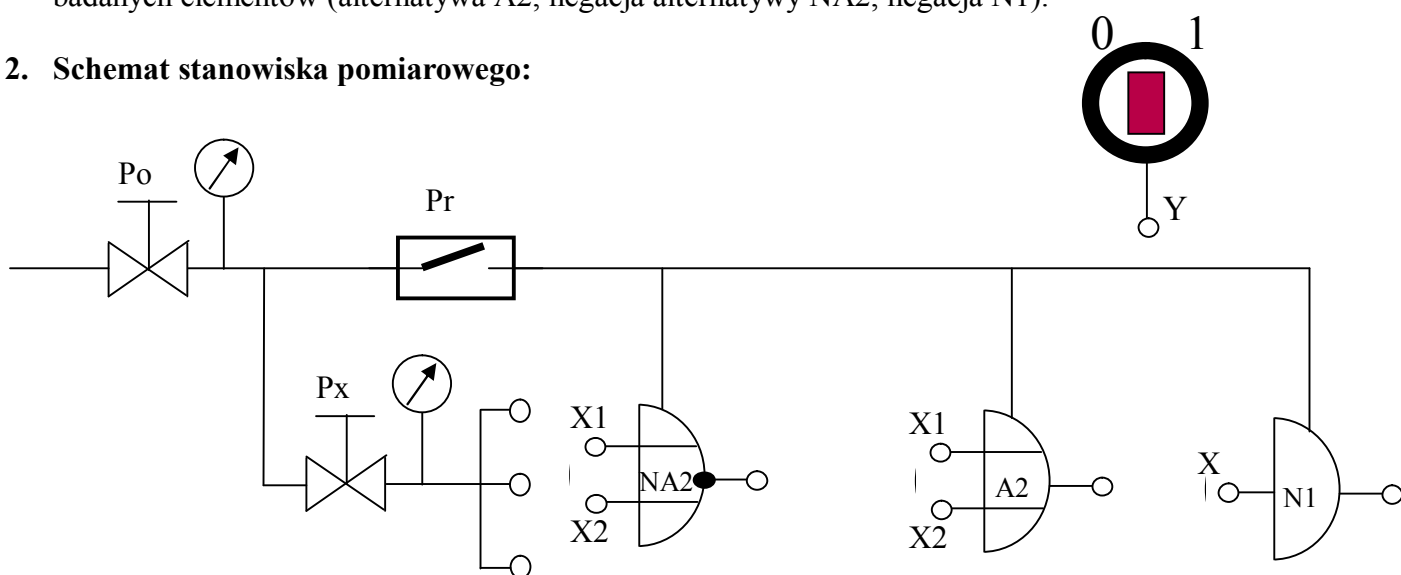 badanych elementów (alternatywa A2, negacja alternatywy NA2, negacja N1).
2. Schemat stanowiska pomiarowego:
0 1
Y
Po
Pr
Px
X1
NA2
X2
X1
A2
X2
X
N1